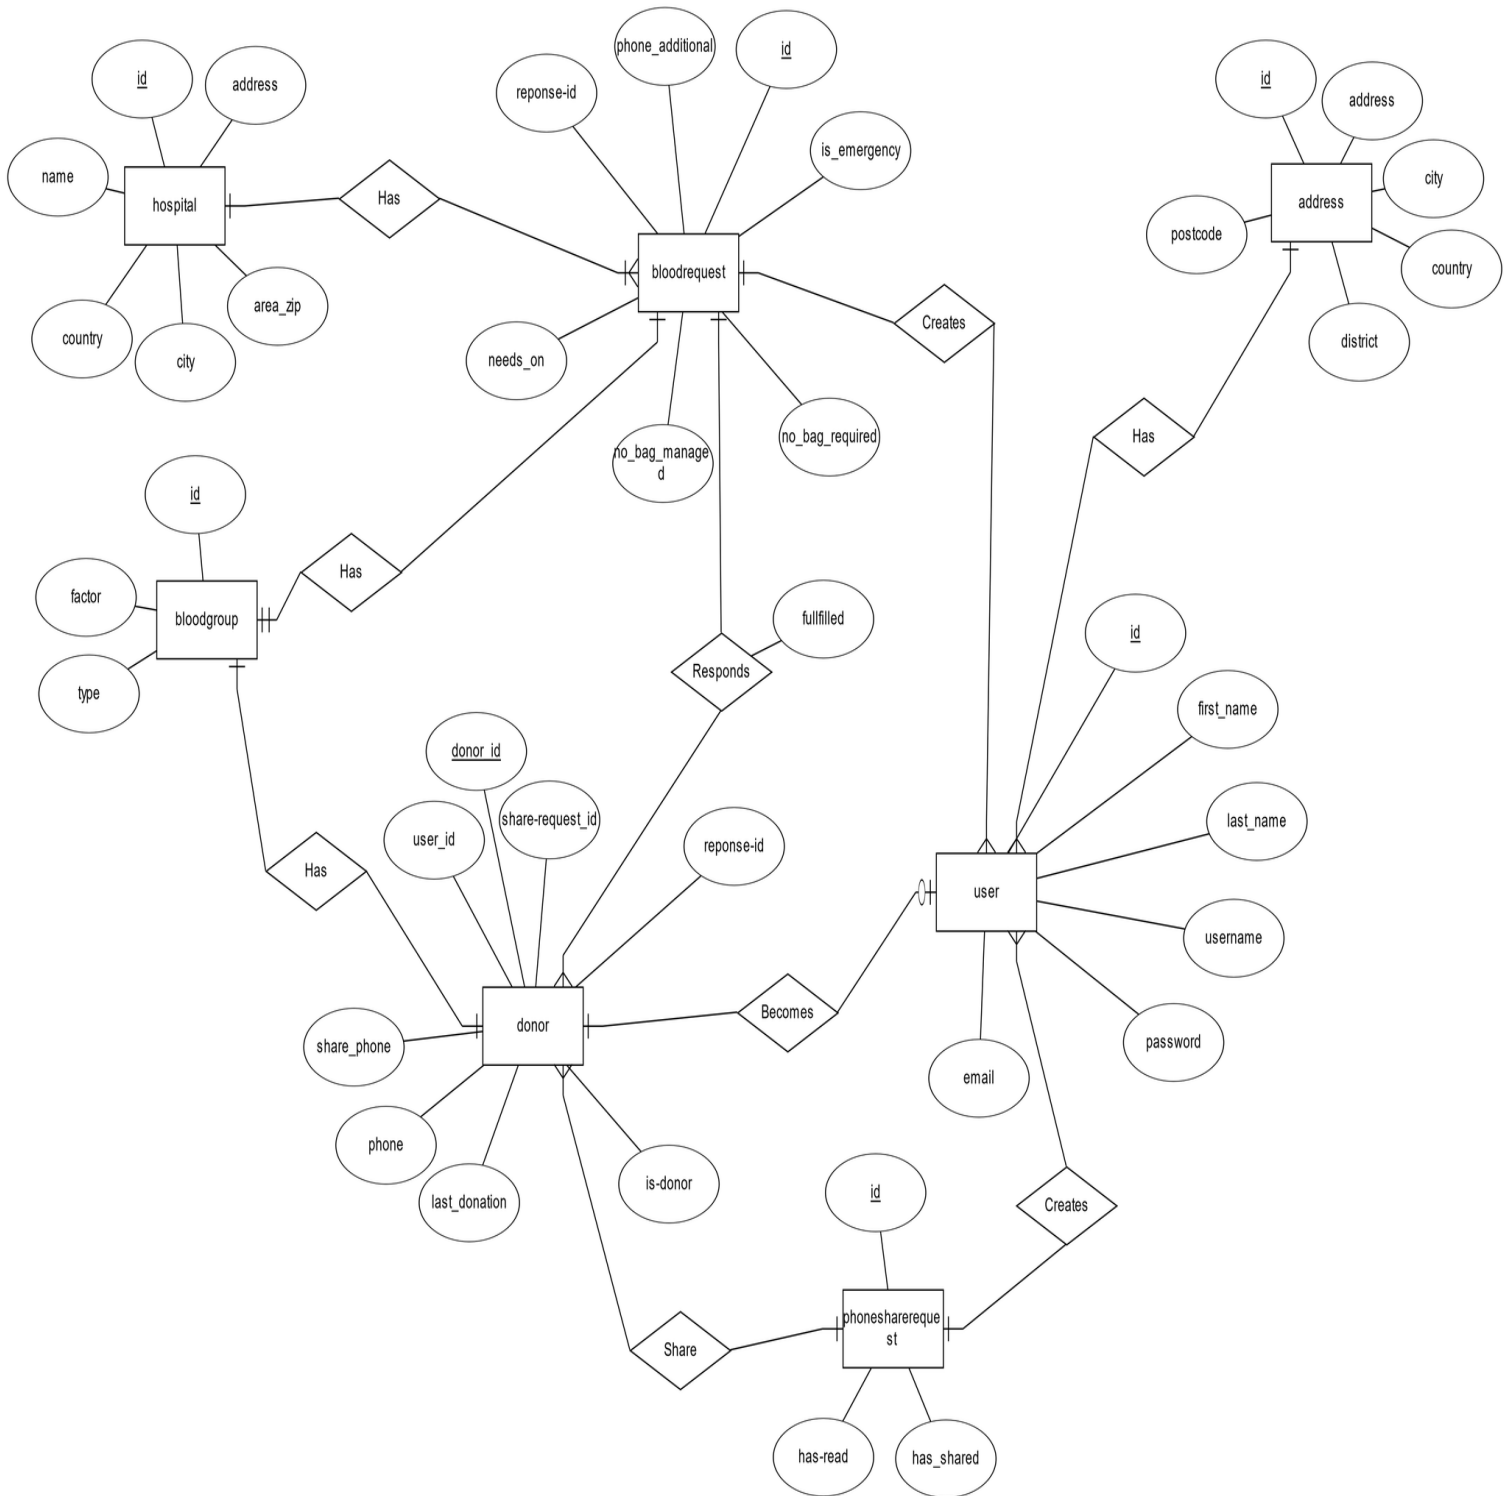 phone_additional
id
id
address
reponse-id
is_emergency
name
hospital
Has
bloodrequest
country
city
area_zip
needs_on
no_bag_manage
d
no_bag_required
Creates
id
address
city
postcode
address
country
district
Has
id
factor
bloodgroup
type
Has
Responds
fullfilled
id
first_name
last_name
username
password
email
user
donor_id
share-request_id
user_id
reponse-id
Has
donor
Becomes
share_phone
phone
last_donation
is-donor
id
Creates
phonesharereque
st
Share
has-read
has_shared